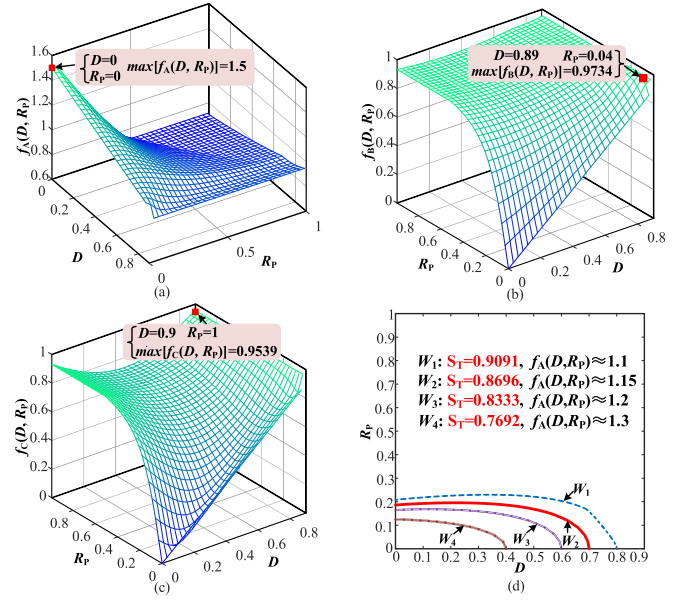 1.6
1.4
1.2
1
0.8
0.6
f_A(D, R_P)
{D=0
R_P=0 max[f_A(D, R_P)]=1.5
0
0.2
0.4
0.6
0.8
D
0
0.5
1
R_P
(a)
D=0.89 R_P=0.04}
max[f_B(D, R_P)]=0.9734
1
0.8
0.6
0.4
0.2
0
f_B(D, R_P)
0.8
0.6
0.4
0.2
0
R_P
0
0.2
0.4
0.6
0.8
D
(b)
{D=0.9 R_P=1
max[f_C(D, R_P)]=0.9539
1
0.8
0.6
0.4
0.2
0
f_C(D, R_P)
0.8
0.6
0.4
0.2
0
R_P
0
0.2
0.4
0.6
0.8
D
(c)
1
0.9
0.8
0.7
0.6
0.5
0.4
0.3
0.2
0.1
0
R_P
W_1: S_T=0.9091, f_A(D,R_P)≈1.1
W_2: S_T=0.8696, f_A(D,R_P)≈1.15
W_3: S_T=0.8333, f_A(D,R_P)≈1.2
W_4: S_T=0.7692, f_A(D,R_P)≈1.3
W_1
W_4 W_3 W_2
0 0.1 0.2 0.3 0.4 0.5 0.6 0.7 0.8 0.9
D
(d)